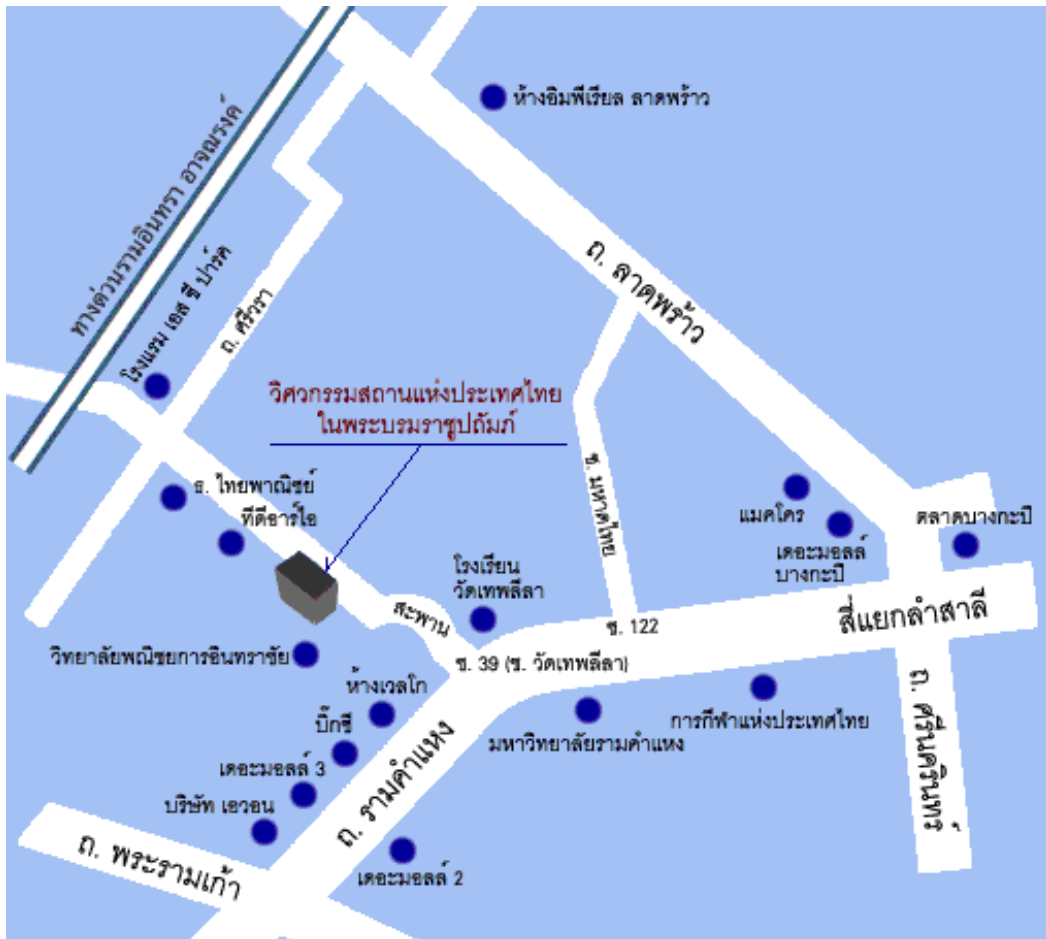 ห้างอิมพีเรียล ลาดพร้าว
ทางด่วนรามอินทรา อาจณรงค์
ถ. ลาดพร้าว
โรงแรม เอส ซี ปาร์ค
ถ. ศรีวรา
วิศวกรรมสถานแห่งประเทศไทย
ในพระบรมราชูปถัมภ์
ธ. ไทยพาณิชย์
ทีดีอาร์ไอ
ซ. มหาดไทย
แมคโคร
เดอะมอลล์
บางกะปิ
ตลาดบางกะปิ
โรงเรียน
วัดเทพลีลา
สะพาน
ซ. 122
สี่แยกลำสาลี
วิทยาลัยพณิชยการอินทราชัย
ซ. 39 (ซ. วัดเทพลีลา)
ห้างเวลโก
บิ๊กซี
มหาวิทยาลัยรามคำแหง
การกีฬาแห่งประเทศไทย
ถ. ศรีนครินทร์
เดอะมอลล์ 3
บริษัท เอวอน
ถ. รามคำแหง
ถ. พระรามเก้า
เดอะมอลล์ 2